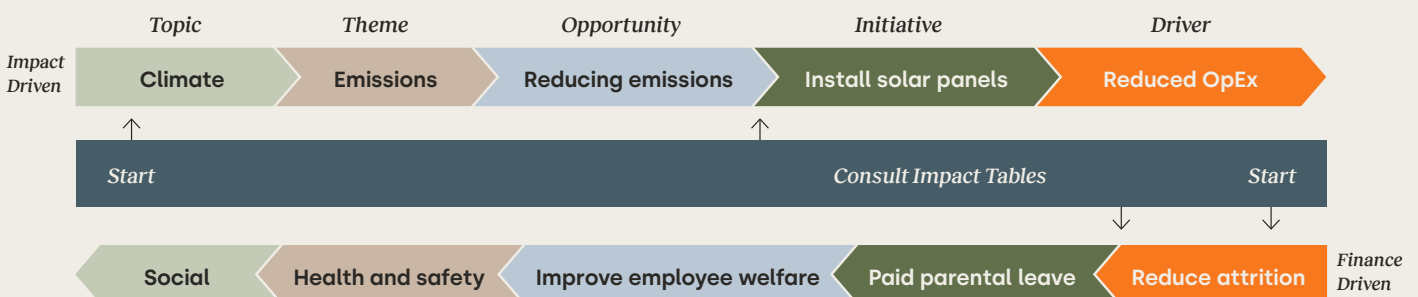 Topic Theme Opportunity Initiative Driver
Impact
Driven
Climate Emissions Reducing emissions Install solar panels Reduced OpEx
Start Consult Impact Tables Start
Social Health and safety Improve employee welfare Paid parental leave Reduce attrition
Finance
Driven